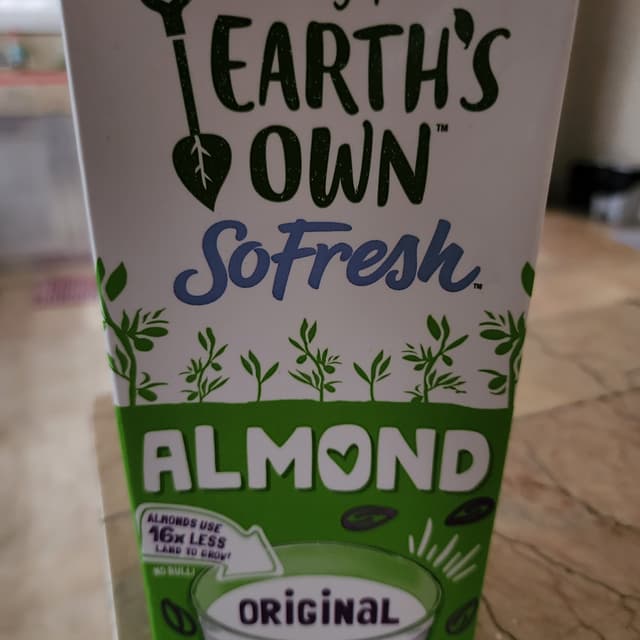 EARTH'S
OWN™
SoFresh™
ALMOND
ALMONDS USE
16x LESS
LAND TO GROW!
NO BULL!
ORIGINAL